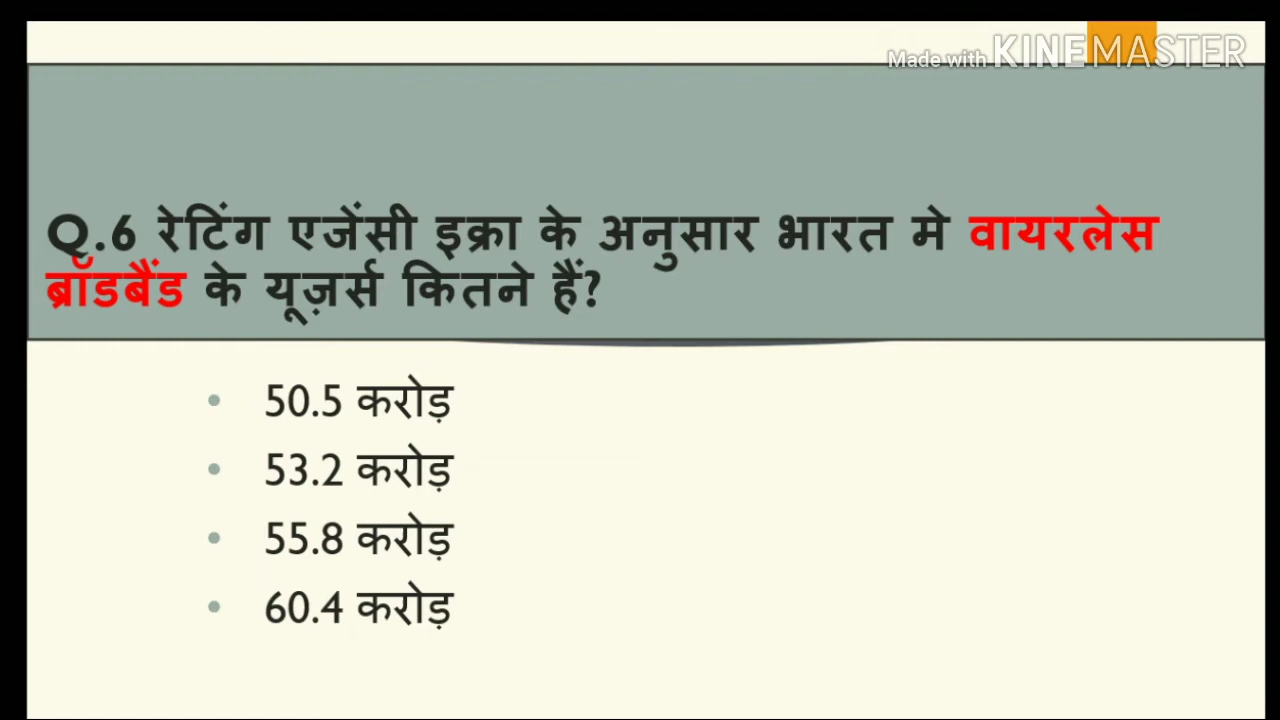 Made with KINEMASTER
Q.6 रेटिंग एजेंसी इक्रा के अनुसार भारत मे वायरलेस
ब्रॉडबैंड के यूज़र्स कितने हैं?
• 50.5 करोड़
• 53.2 करोड़
• 55.8 करोड़
• 60.4 करोड़